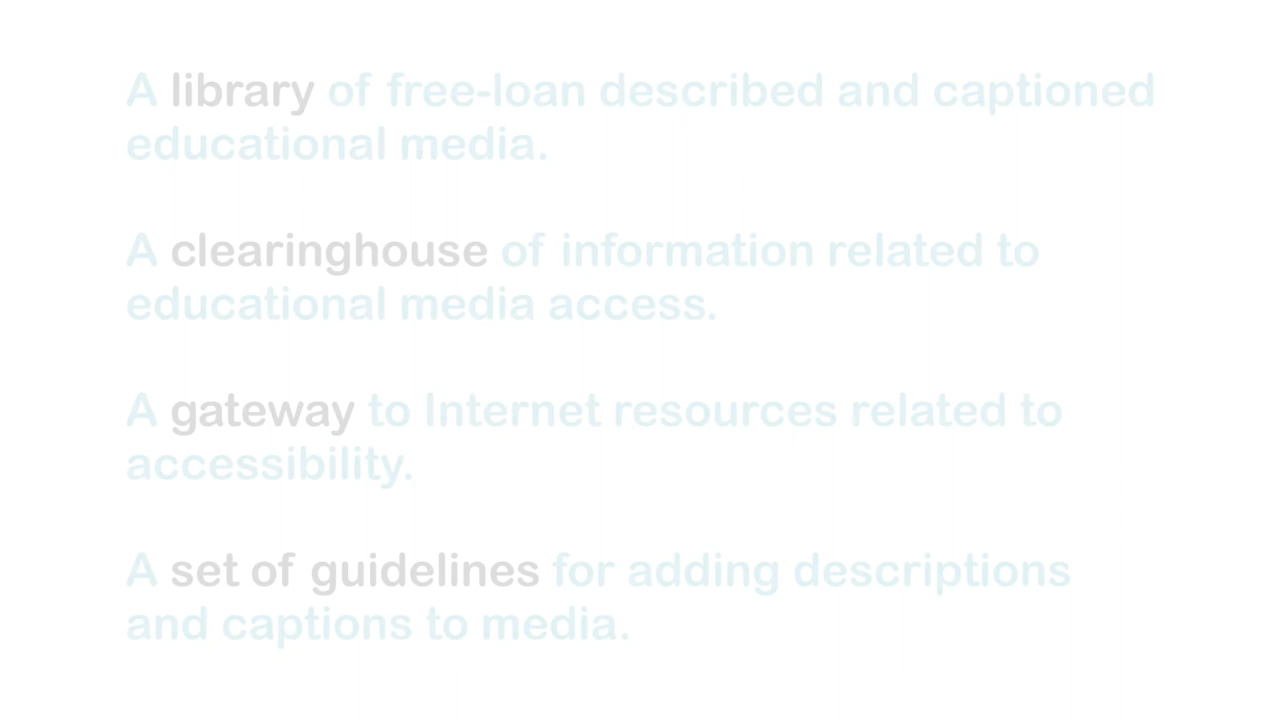 A library of free-loan described and captioned
educational media.
A clearinghouse of information related to
educational media access.
A gateway to Internet resources related to
accessibility.
A set of guidelines for adding descriptions
and captions to media.